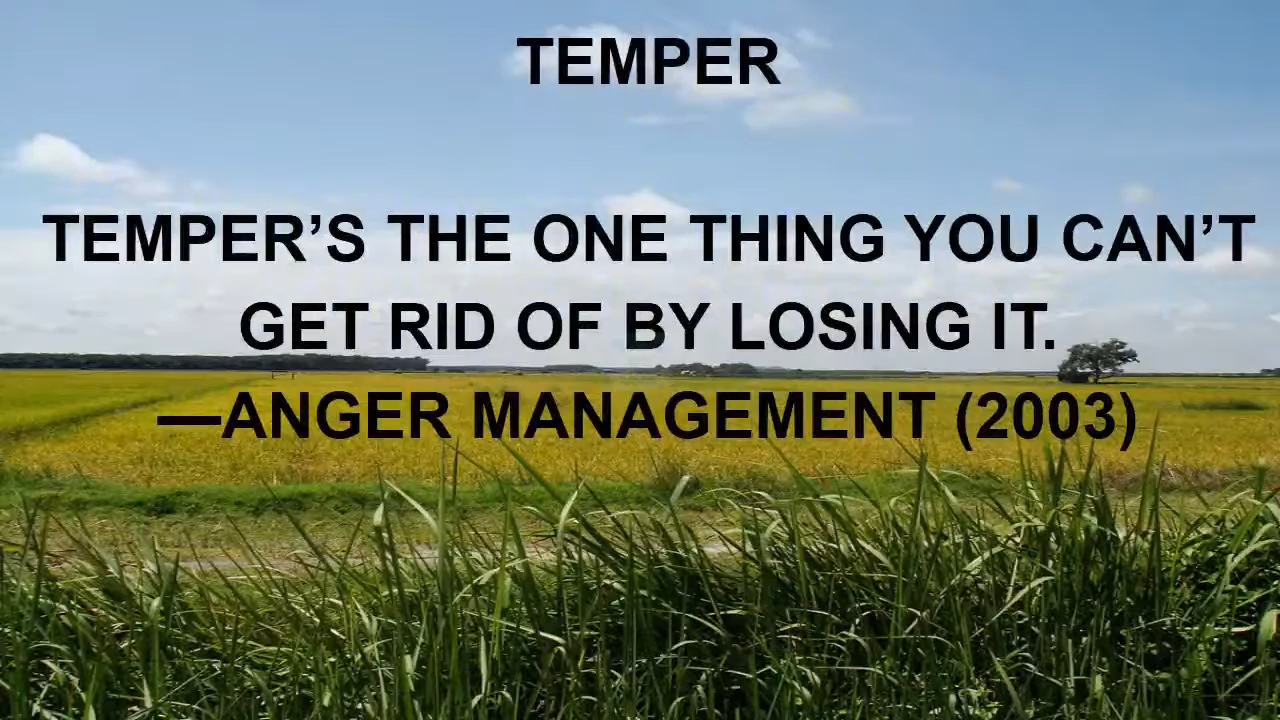 TEMPER
TEMPER’S THE ONE THING YOU CAN’T
GET RID OF BY LOSING IT.
—ANGER MANAGEMENT (2003)